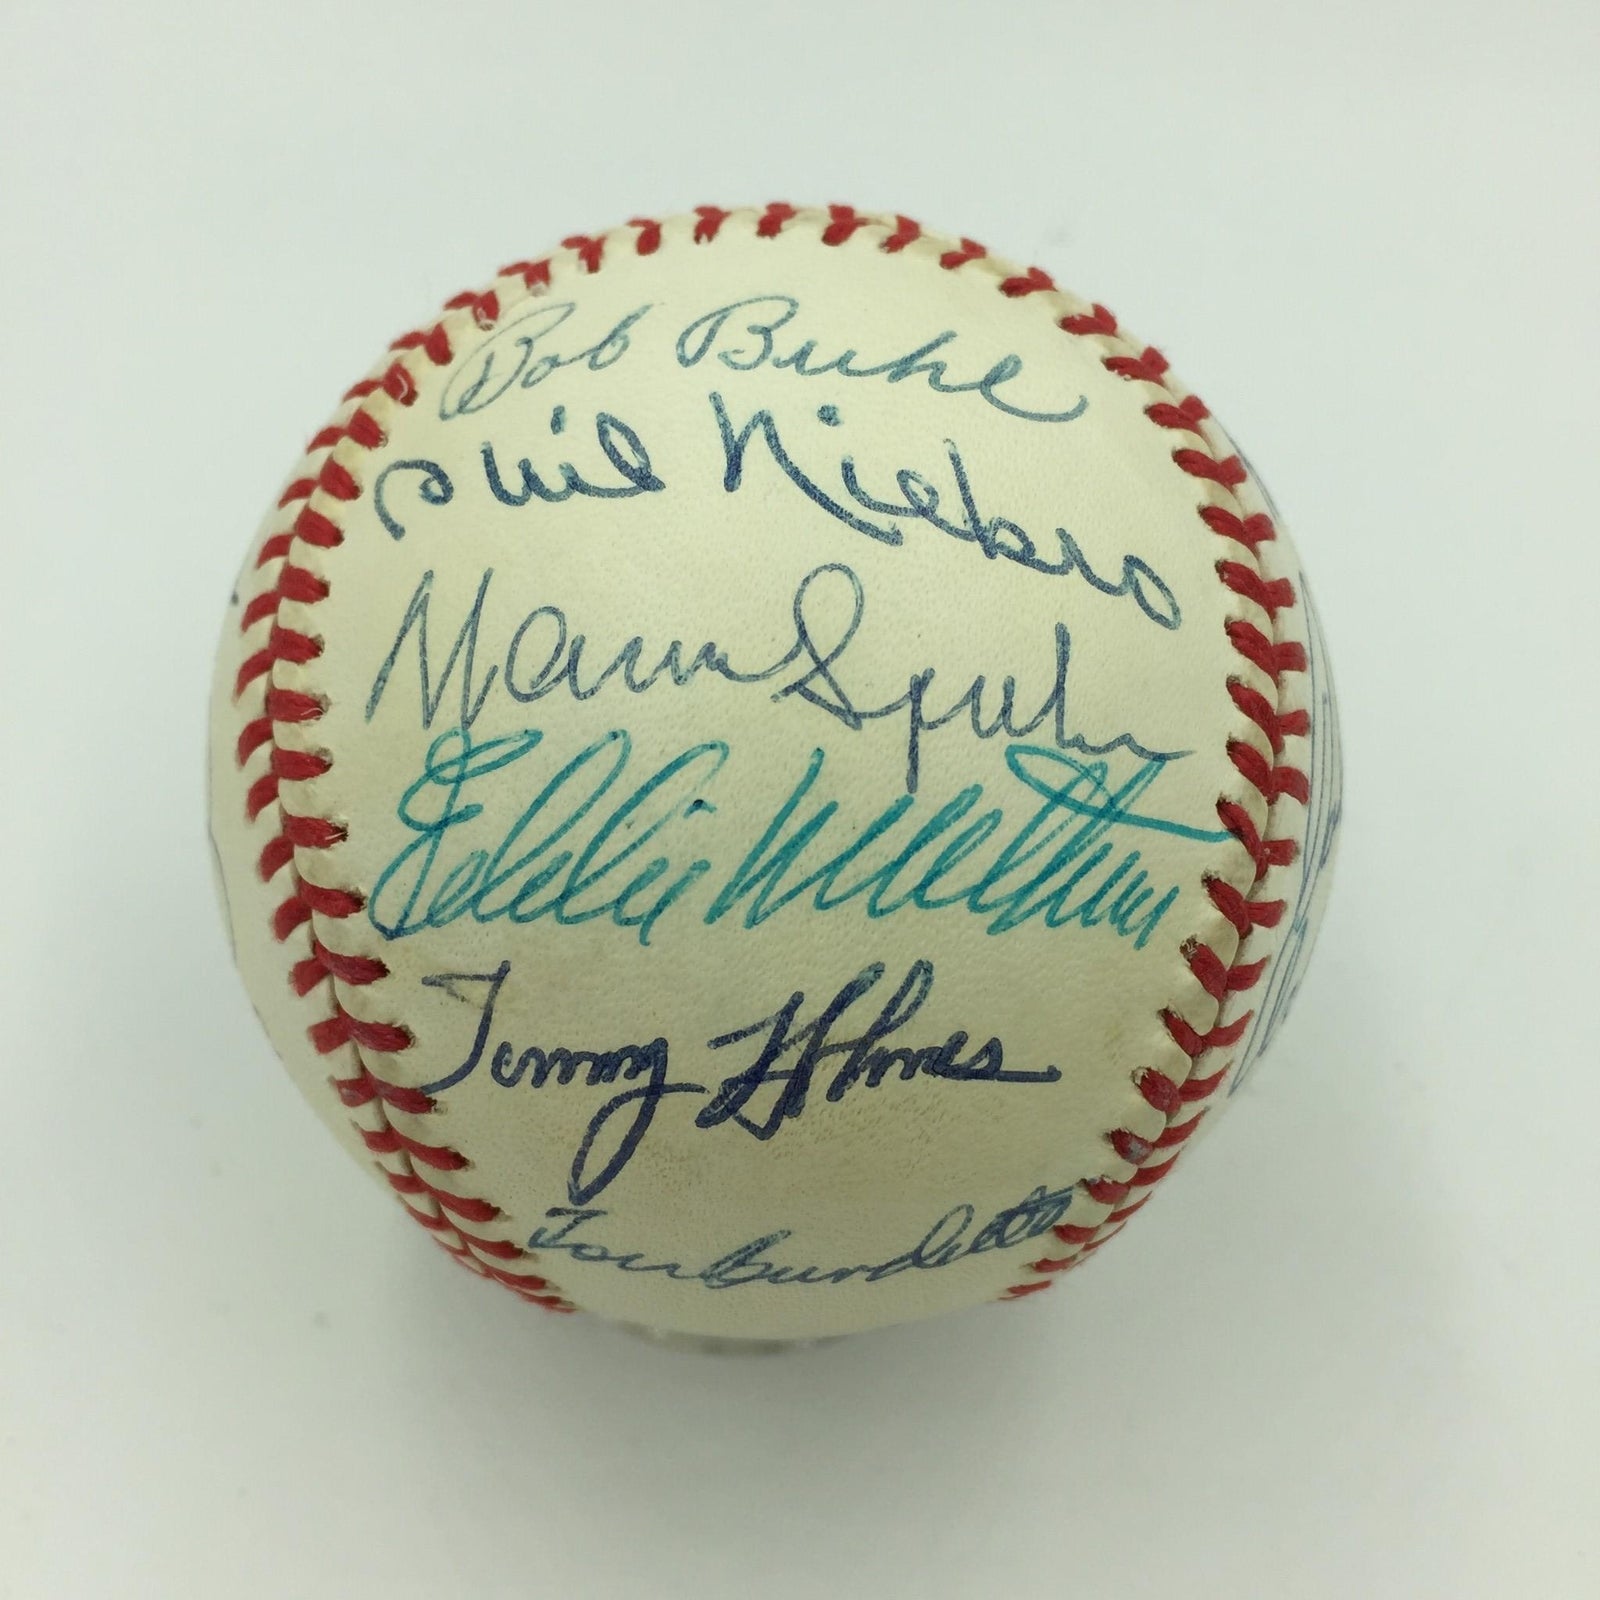 Bob Buhl
Phil Niekro
Warren Spahn
Eddie Mathews
Tommy Holmes
Lou Burdette